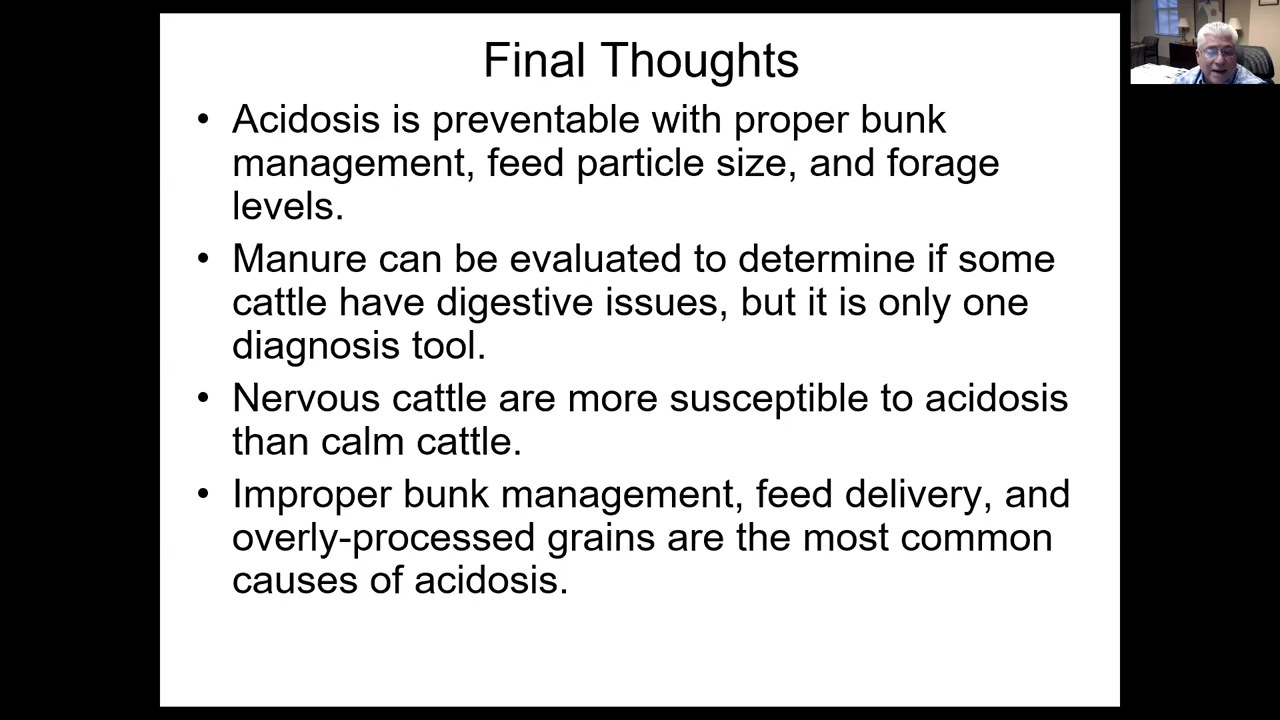 Final Thoughts
• Acidosis is preventable with proper bunk
management, feed particle size, and forage
levels.
• Manure can be evaluated to determine if some
cattle have digestive issues, but it is only one
diagnosis tool.
• Nervous cattle are more susceptible to acidosis
than calm cattle.
• Improper bunk management, feed delivery, and
overly-processed grains are the most common
causes of acidosis.